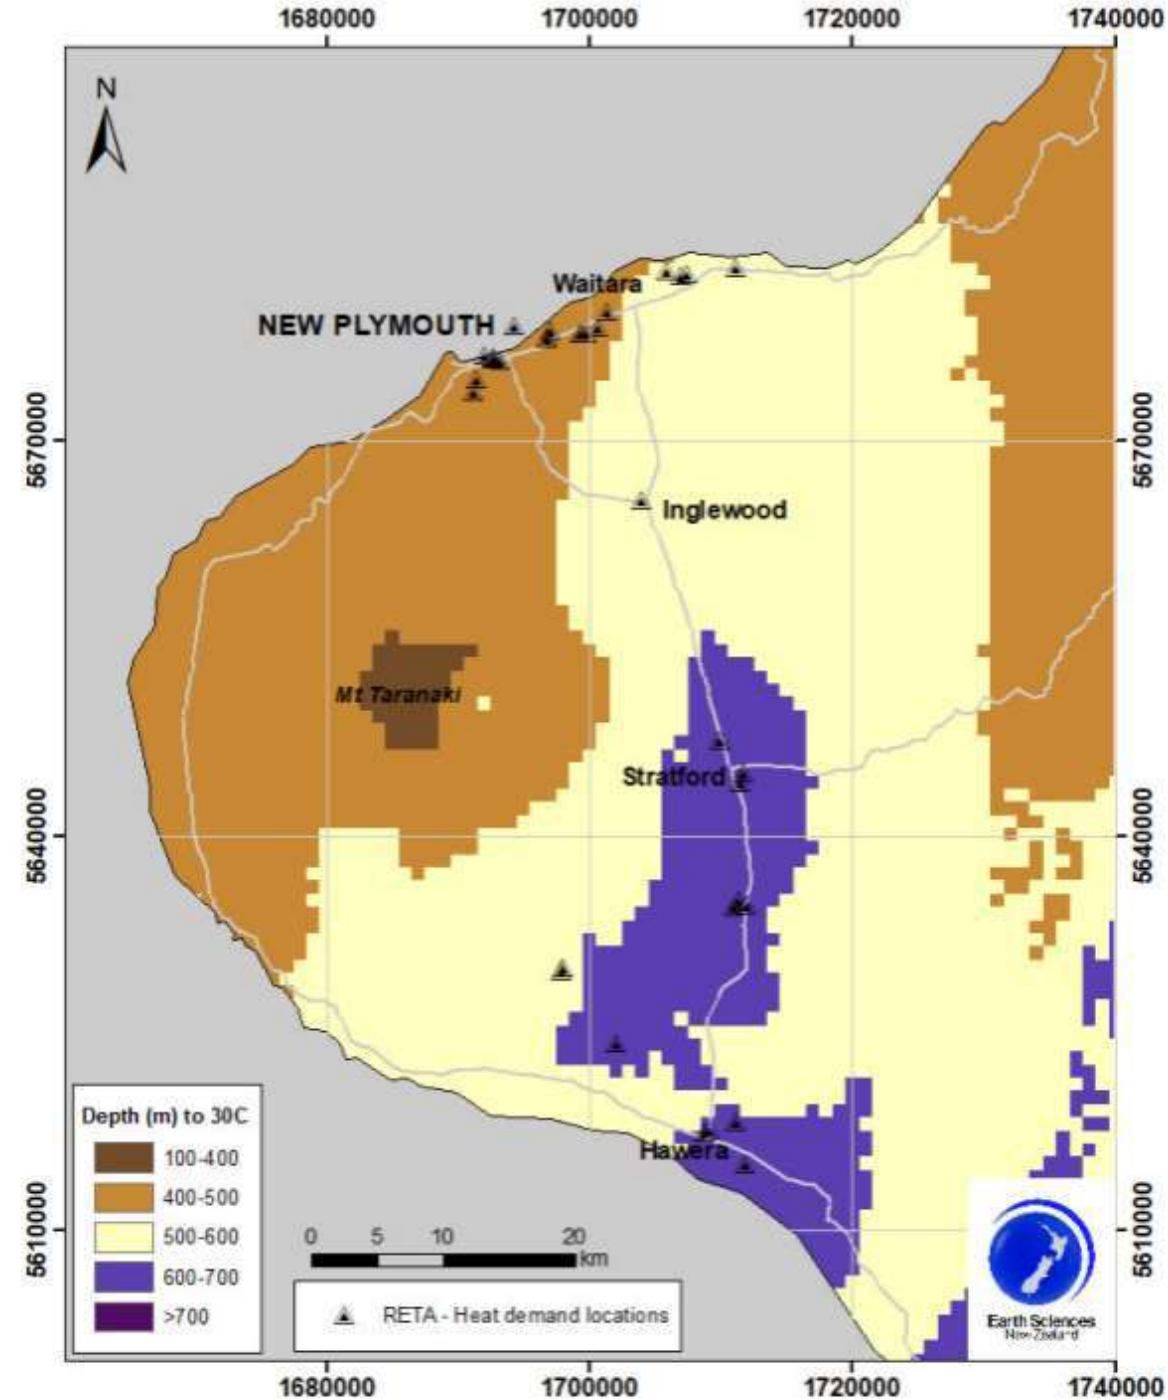 1680000 1700000 1720000 1740000
N
Waitara
NEW PLYMOUTH
5670000 5670000
Inglewood
Mt Taranaki
Stratford
5640000 5640000
Depth (m) to 30C
100-400
400-500
500-600
600-700
>700
Hawera
5610000 5610000
0 5 10 20
km
RETA - Heat demand locations
Earth Sciences
New Zealand
1680000 1700000 1720000 1740000